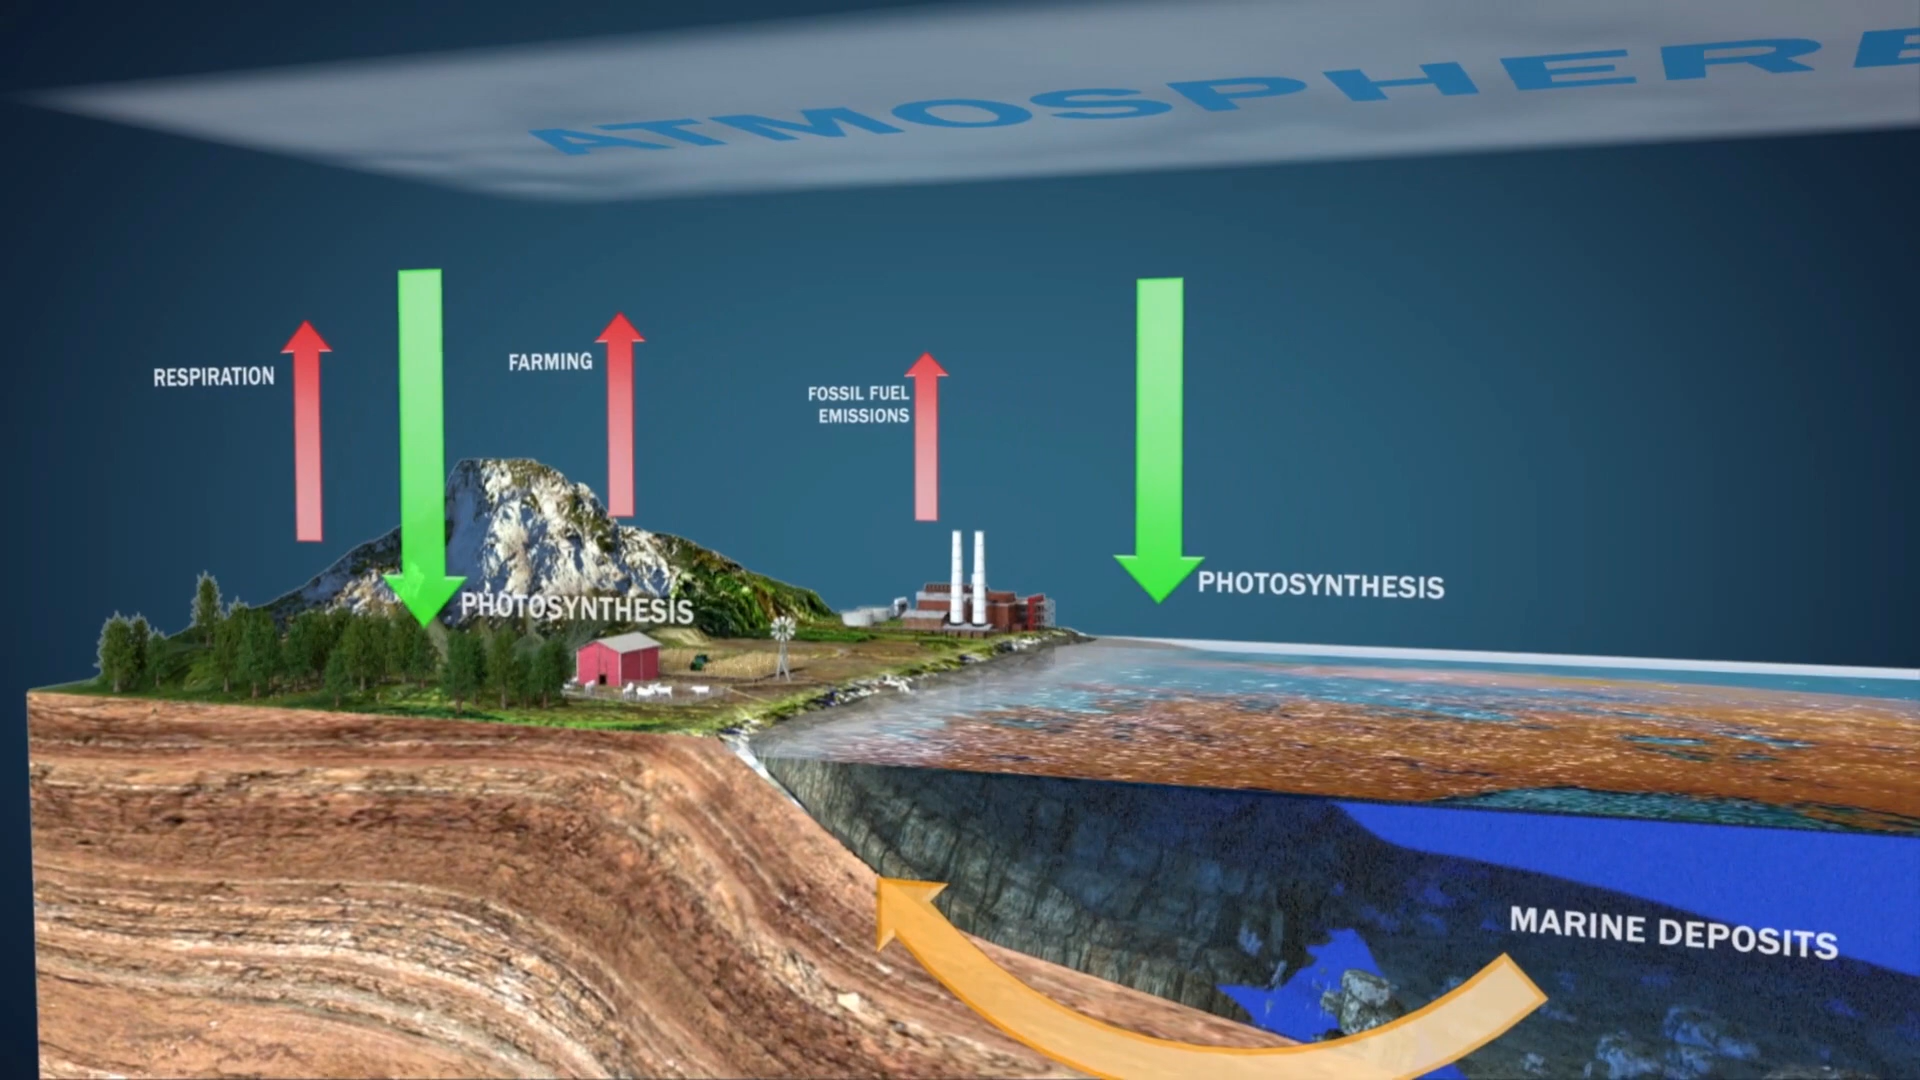 ATMOSPHERE
RESPIRATION
FARMING
FOSSIL FUEL
EMISSIONS
PHOTOSYNTHESIS
PHOTOSYNTHESIS
MARINE DEPOSITS